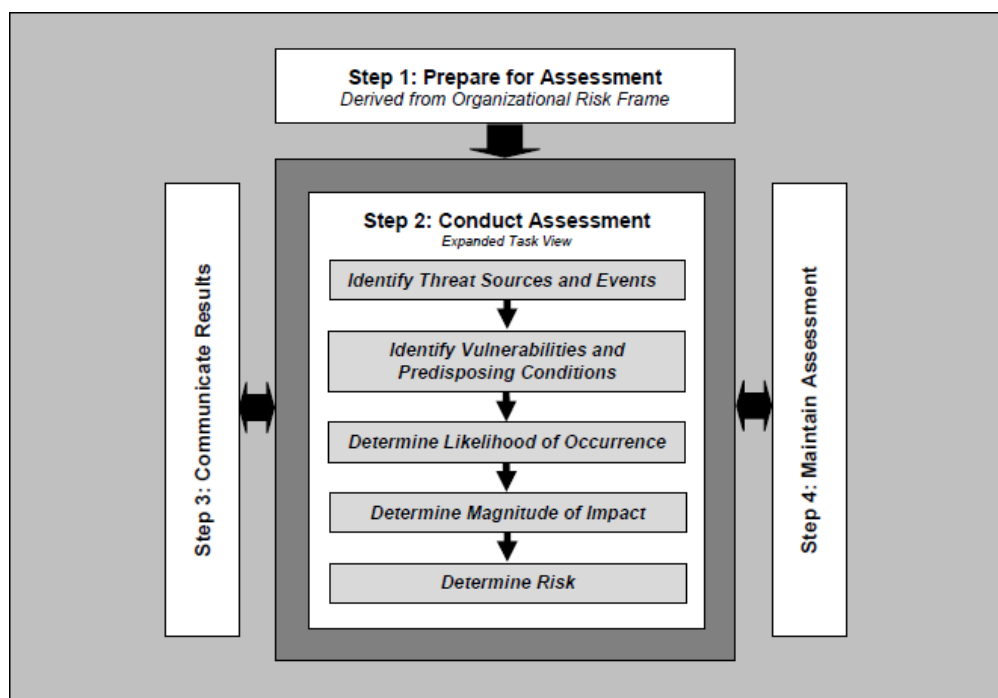 Step 1: Prepare for Assessment
Derived from Organizational Risk Frame
Step 2: Conduct Assessment
Expanded Task View
Identify Threat Sources and Events
Identify Vulnerabilities and
Predisposing Conditions
Determine Likelihood of Occurrence
Determine Magnitude of Impact
Determine Risk
Step 3: Communicate Results
Step 4: Maintain Assessment